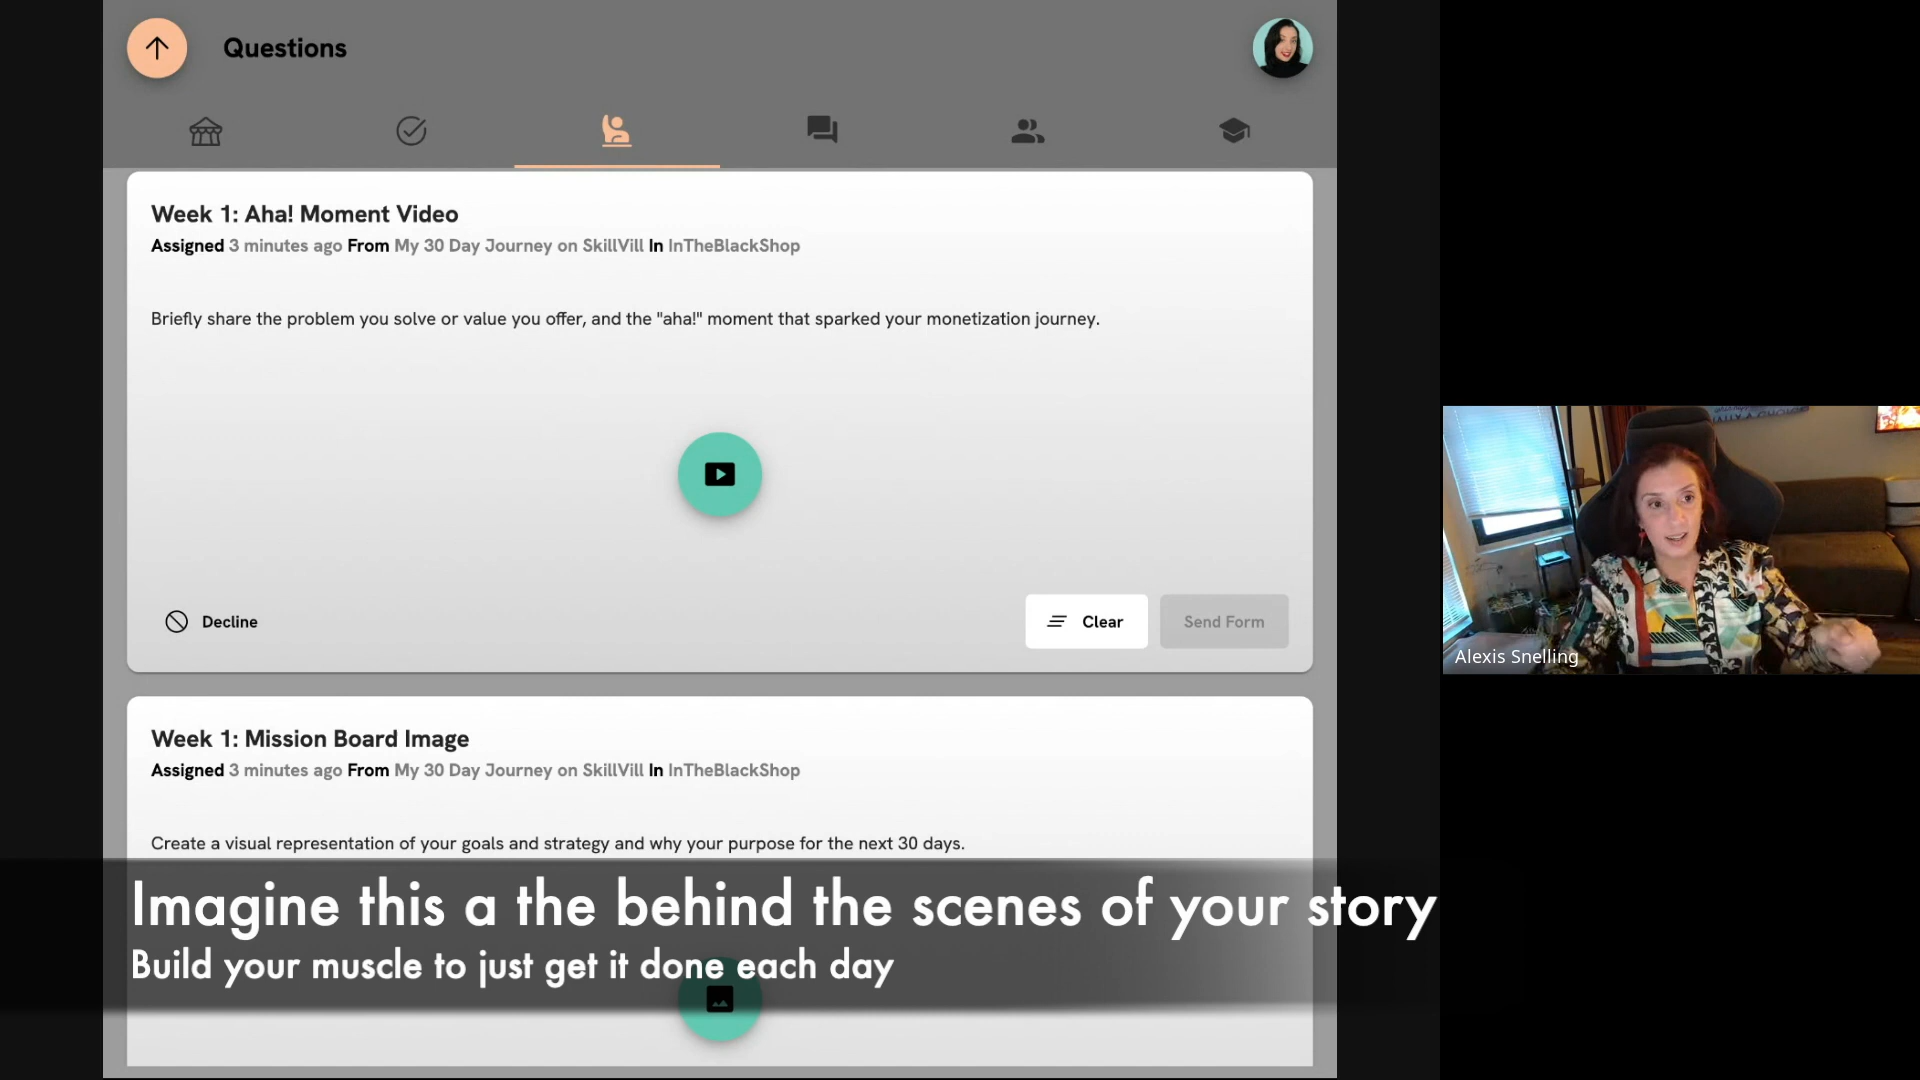 Questions
Week 1: Aha! Moment Video
Assigned 3 minutes ago From My 30 Day Journey on SkillVill In InTheBlackShop
Briefly share the problem you solve or value you offer, and the "aha!" moment that sparked your monetization journey.
Decline
Clear
Send Form
Alexis Snelling
Week 1: Mission Board Image
Assigned 3 minutes ago From My 30 Day Journey on SkillVill In InTheBlackShop
Create a visual representation of your goals and strategy and why your purpose for the next 30 days.
Imagine this a the behind the scenes of your story
Build your muscle to just get it done each day